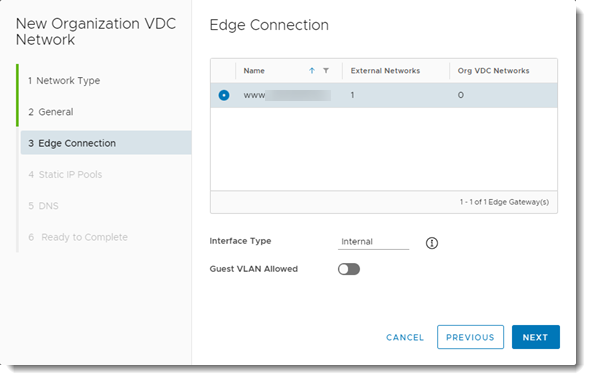 New Organization VDC
Network
1 Network Type
2 General
3 Edge Connection
4 Static IP Pools
5 DNS
6 Ready to Complete
Edge Connection
Name External Networks Org VDC Networks
www 1 0
1 - 1 of 1 Edge Gateway(s)
Interface Type Internal
Guest VLAN Allowed
CANCEL PREVIOUS NEXT